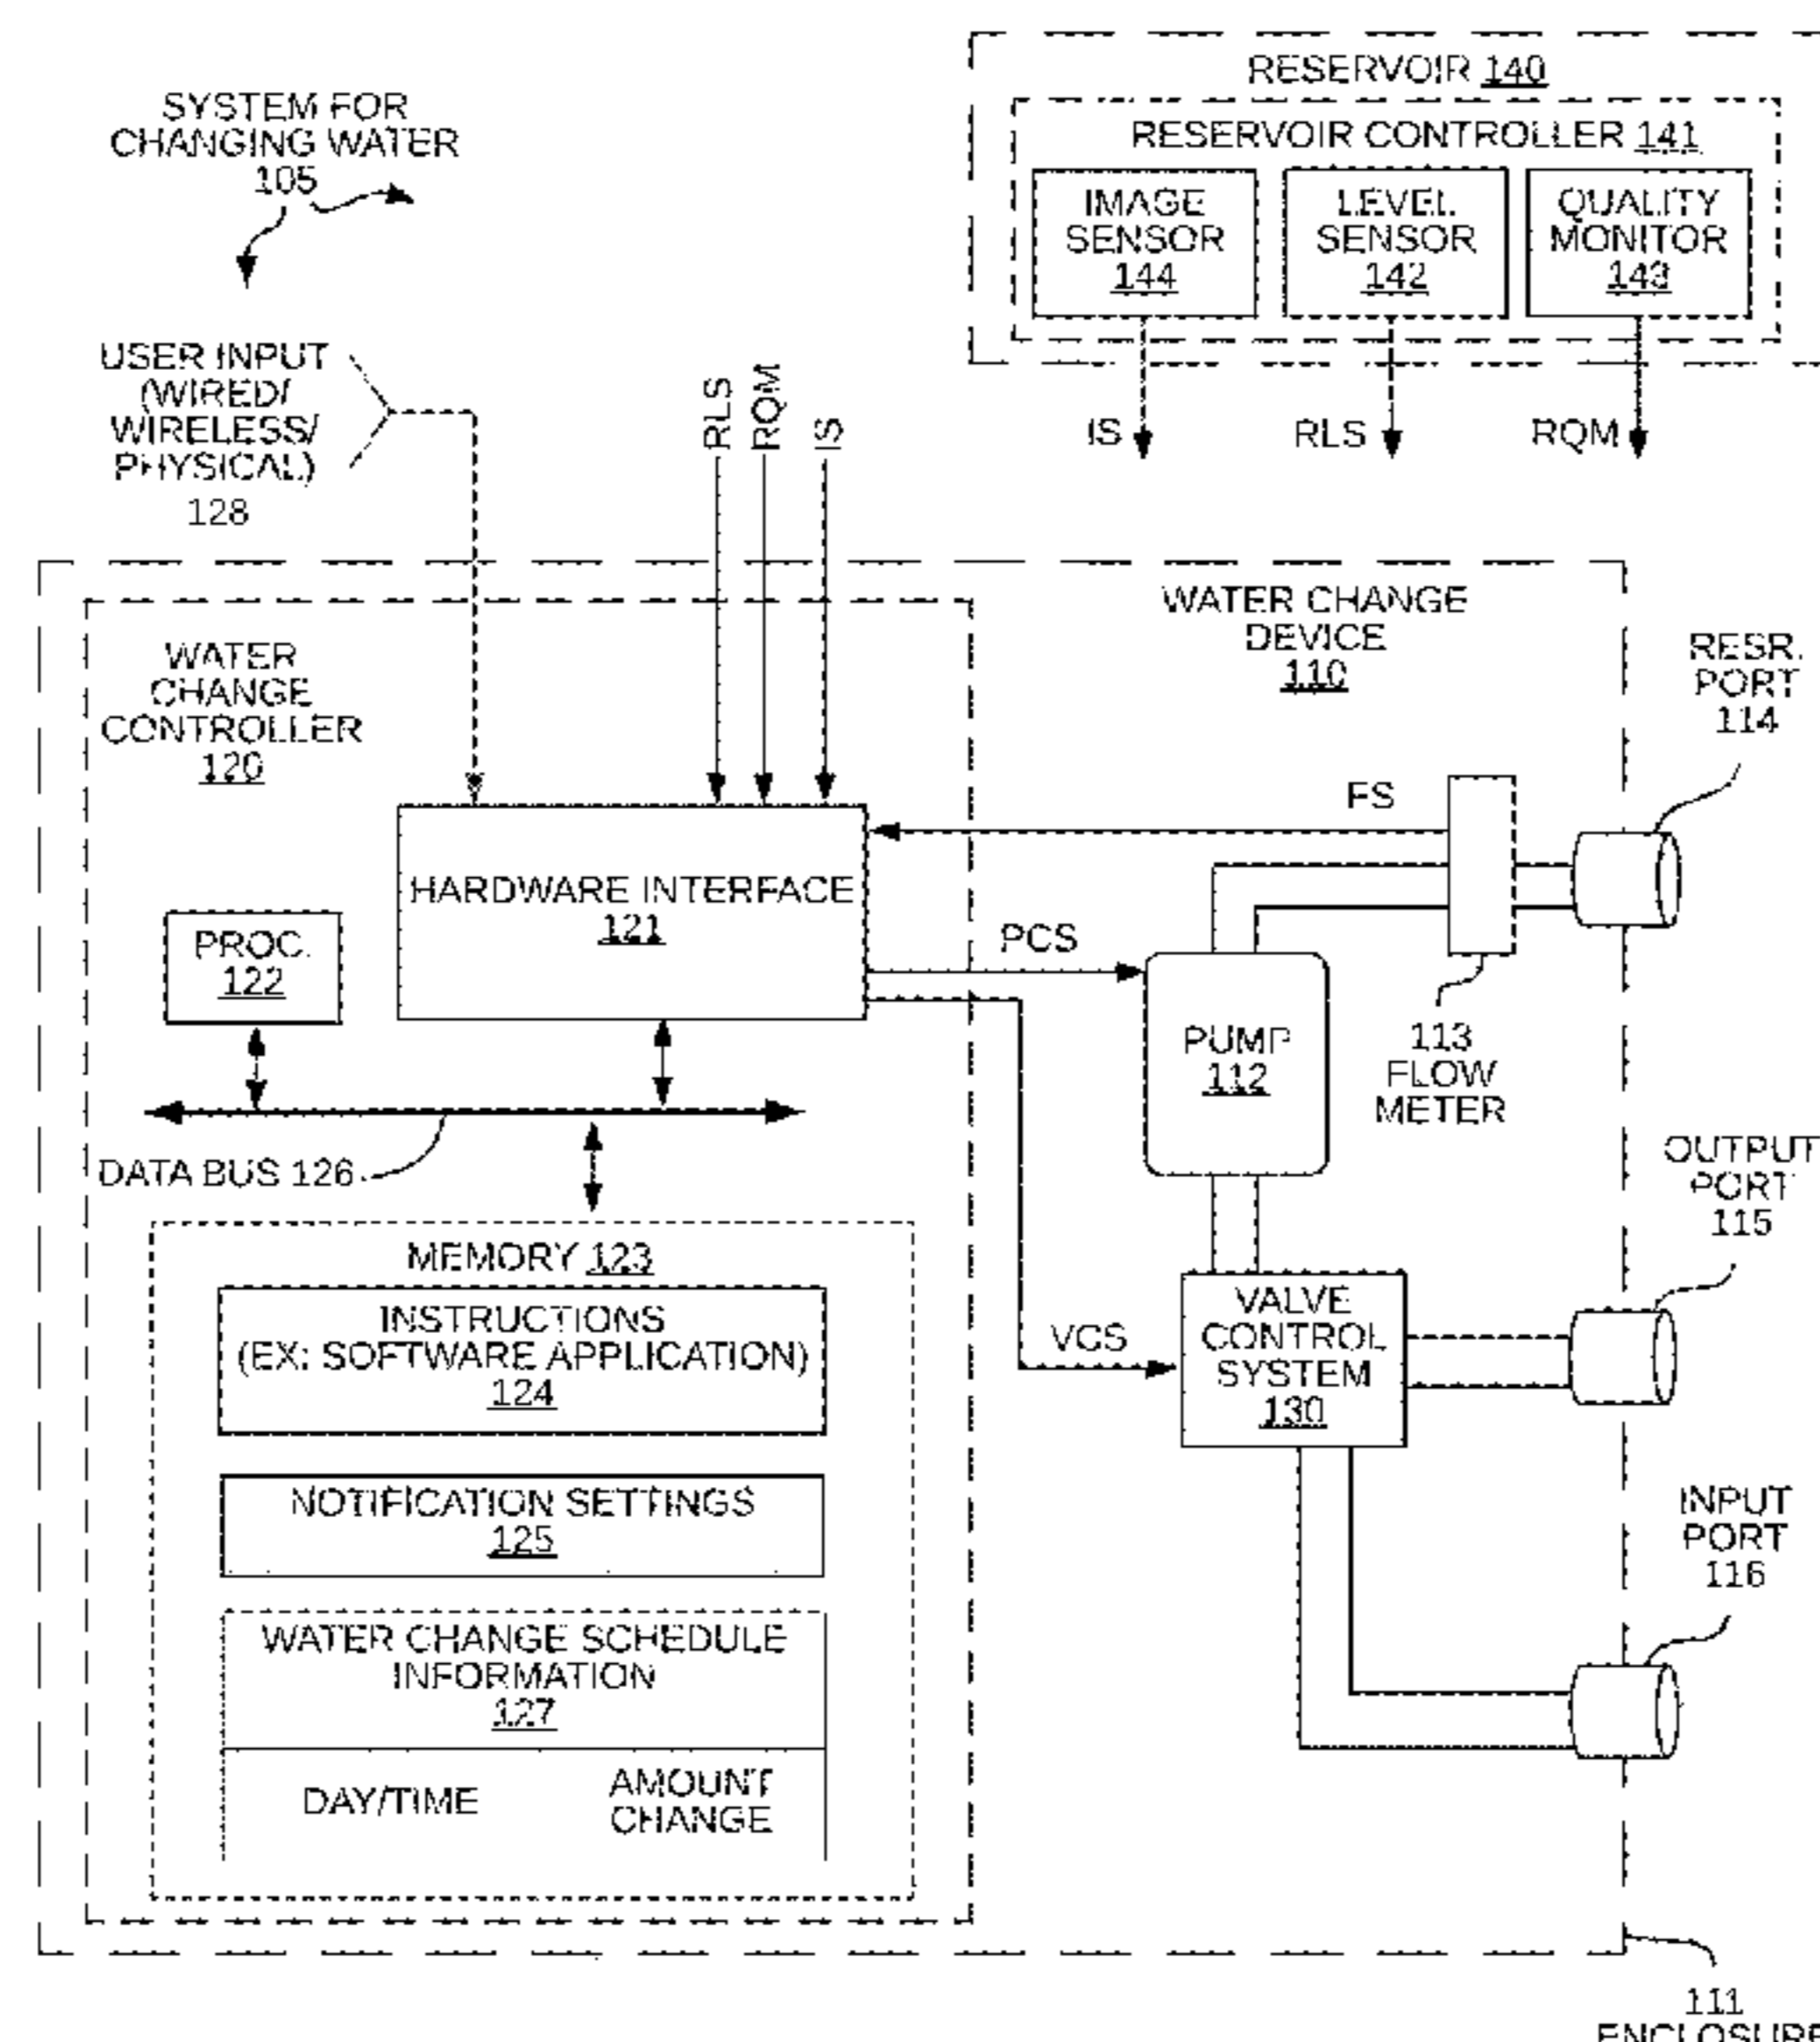 SYSTEM FOR
CHANGING WATER
105
RESERVOIR 140
RESERVOIR CONTROLLER 141
IMAGE
SENSOR
144
LEVEL
SENSOR
142
QUALITY
MONITOR
143
IS
RLS
RQM
USER INPUT
(WIRED/
WIRELESS/
PHYSICAL)
128
RLS
RQM
IS
WATER CHANGE
DEVICE
110
WATER
CHANGE
CONTROLLER
120
RESR.
PORT
114
FS
HARDWARE INTERFACE
121
PROC.
122
PCS
PUMP
112
113
FLOW
METER
DATA BUS 126
OUTPUT
PORT
115
MEMORY 123
INSTRUCTIONS
(EX: SOFTWARE APPLICATION)
124
VCS
VALVE
CONTROL
SYSTEM
130
NOTIFICATION SETTINGS
125
INPUT
PORT
116
WATER CHANGE SCHEDULE
INFORMATION
127
DAY/TIME
AMOUNT
CHANGE
111
ENCLOSURE